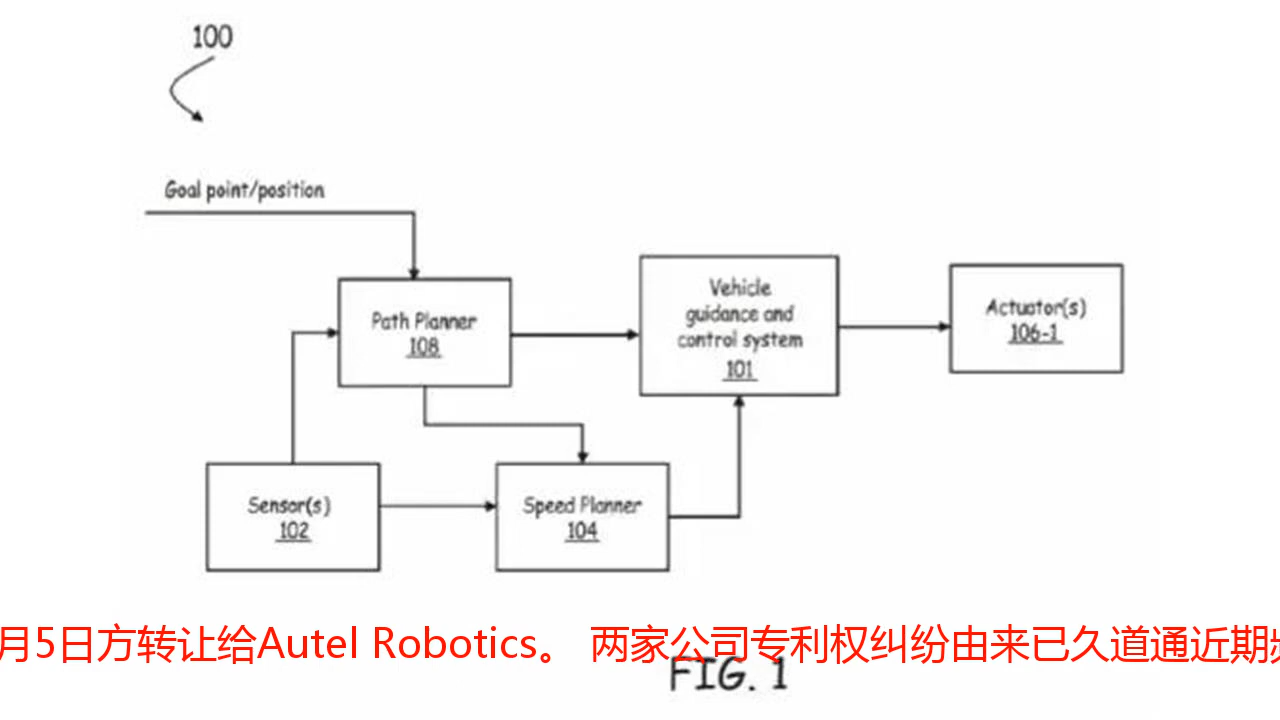 100
Goal point/position
Path Planner
108
Vehicle
guidance and
control system
101
Actuator(s)
106-1
Sensor(s)
102
Speed Planner
104
月5日方转让给Autel Robotics。 两家公司专利权纠纷由来已久道通近期
FIG. 1